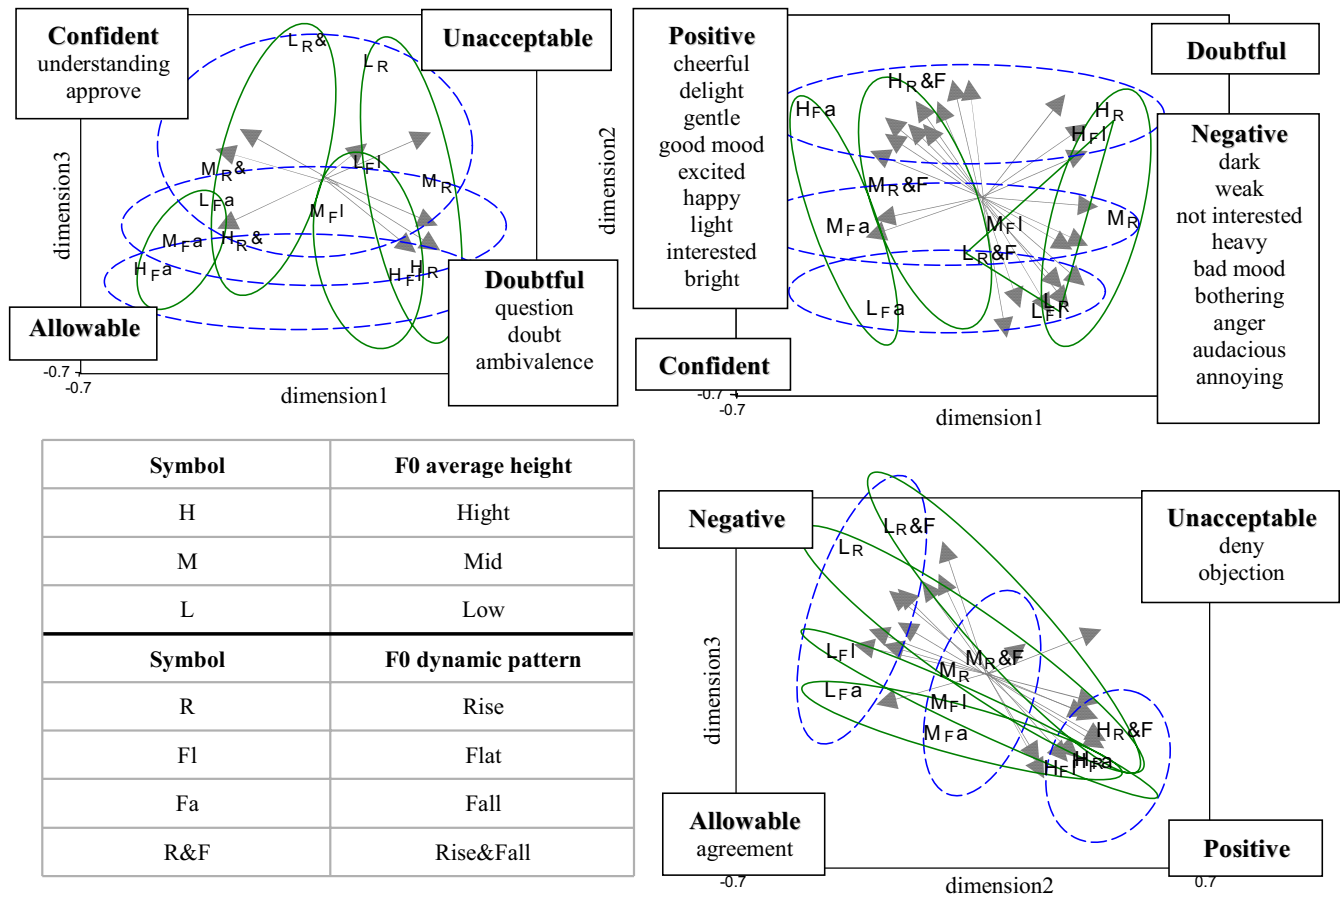 Confident
understanding
approve
Unacceptable
LR&
LR
MR&
LFl
MR
LFa
MFl
MFa
HR&
HFa
HFl
HR
Allowable
Doubtful
question
doubt
ambivalence
dimension3
-0.7
-0.7
dimension1
Positive
cheerful
delight
gentle
good mood
excited
happy
light
interested
bright
Doubtful
Negative
dark
weak
not interested
heavy
bad mood
bothering
anger
audacious
annoying
HR&F
HFa
HR
HFl
MR&F
MFa
MFl
MR
LR&F
LFa
LR
LFl
Confident
dimension2
-0.7
-0.7
dimension1
Symbol F0 average height
H Hight
M Mid
L Low
Symbol F0 dynamic pattern
R Rise
Fl Flat
Fa Fall
R&F Rise&Fall
Negative
Unacceptable
deny
objection
LR&F
LR
LFl
MR&F
MR
LFa
MFl
MFa
HR&F
HFl
HR
HFa
Allowable
agreement
Positive
dimension3
-0.7
0.7
dimension2